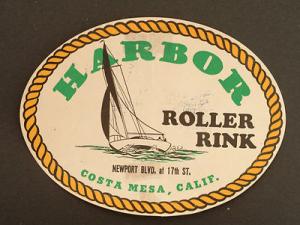 HARBOR
ROLLER
RINK
NEWPORT BLVD. at 17th ST.
COSTA MESA, CALIF.